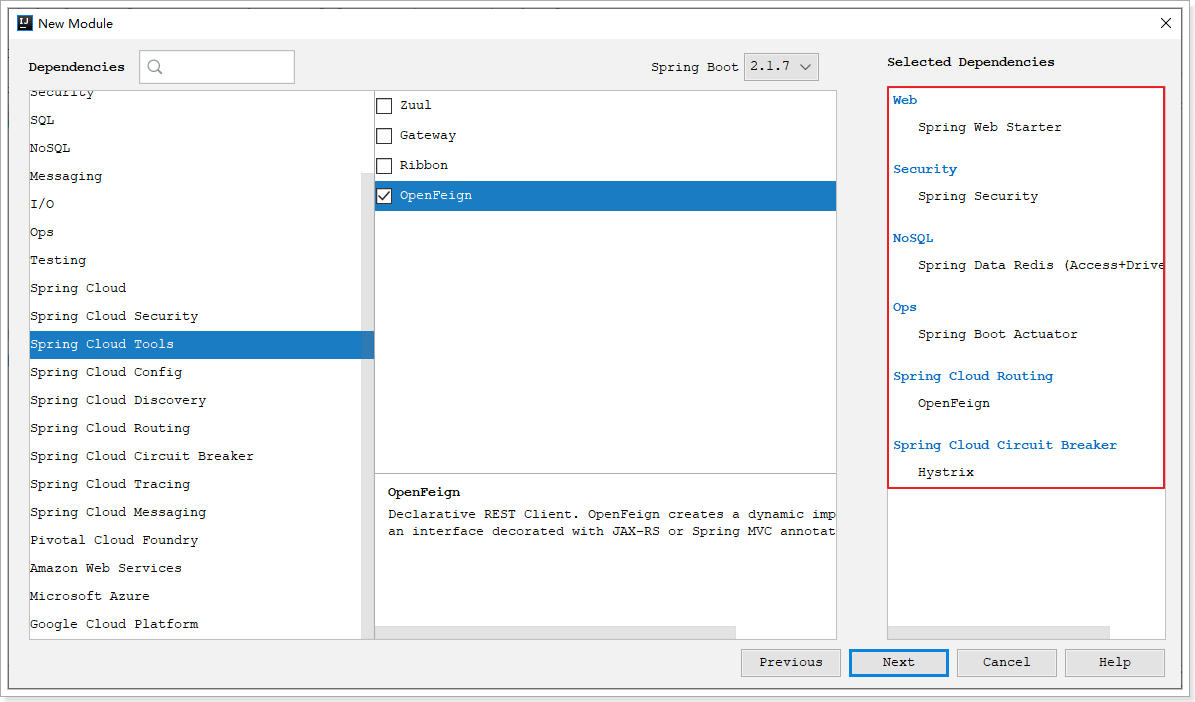 New Module
Dependencies
Spring Boot 2.1.7
Selected Dependencies
Security
SQL
NoSQL
Messaging
I/O
Ops
Testing
Spring Cloud
Spring Cloud Security
Spring Cloud Tools
Spring Cloud Config
Spring Cloud Discovery
Spring Cloud Routing
Spring Cloud Circuit Breaker
Spring Cloud Tracing
Spring Cloud Messaging
Pivotal Cloud Foundry
Amazon Web Services
Microsoft Azure
Google Cloud Platform
Zuul
Gateway
Ribbon
OpenFeign
OpenFeign
Declarative REST Client. OpenFeign creates a dynamic imp
an interface decorated with JAX-RS or Spring MVC annotat
Web
Spring Web Starter
Security
Spring Security
NoSQL
Spring Data Redis (Access+Drive
Ops
Spring Boot Actuator
Spring Cloud Routing
OpenFeign
Spring Cloud Circuit Breaker
Hystrix
Previous
Next
Cancel
Help